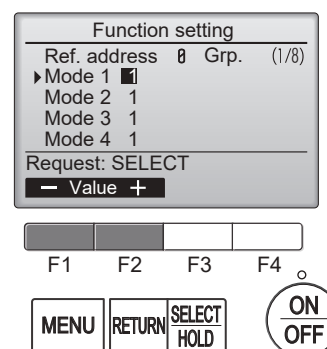 Function setting
Ref. address 0 Grp. (1/8)
Mode 1 1
Mode 2 1
Mode 3 1
Mode 4 1
Request: SELECT
− Value +
F1 F2 F3 F4
MENU RETURN SELECT HOLD ON OFF